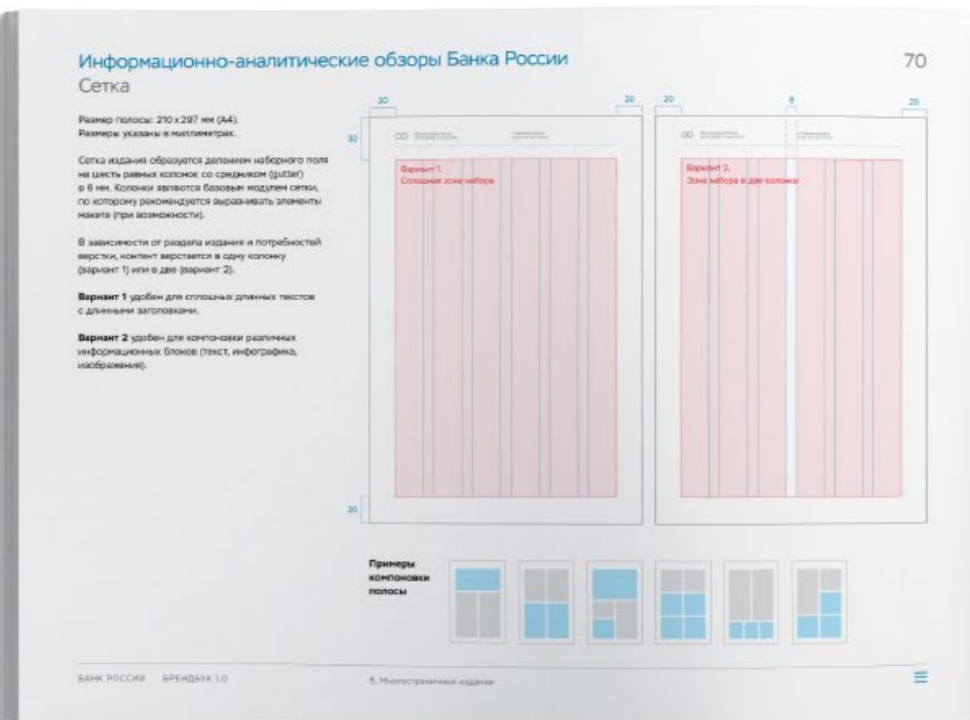 Информационно-аналитические обзоры Банка России
70
Сетка
Размер полосы: 210 x 297 мм (А4).
Размеры указаны в миллиметрах.
Сетка издания образуется делением наборного поля
на шесть равных колонок со средником (gutter)
в 6 мм. Колонки являются базовым модулем сетки,
по которому рекомендуется выравнивать элементы
макета (при возможности).
В зависимости от раздела издания и потребностей
верстки, контент верстается в одну колонку
(вариант 1) или в две (вариант 2).
Вариант 1 удобен для сплошных длинных текстов
с длинными заголовками.
Вариант 2 удобен для компоновки различных
информационных блоков (текст, инфографика,
изображения).
20
20
20
8
20
Вариант 1.
Сплошная зона набора
Вариант 2.
Зона набора в две колонки
20
Примеры
компоновки
полосы
БАНК РОССИИ БРЕНДБУК 1.0
5. Многостраничные издания